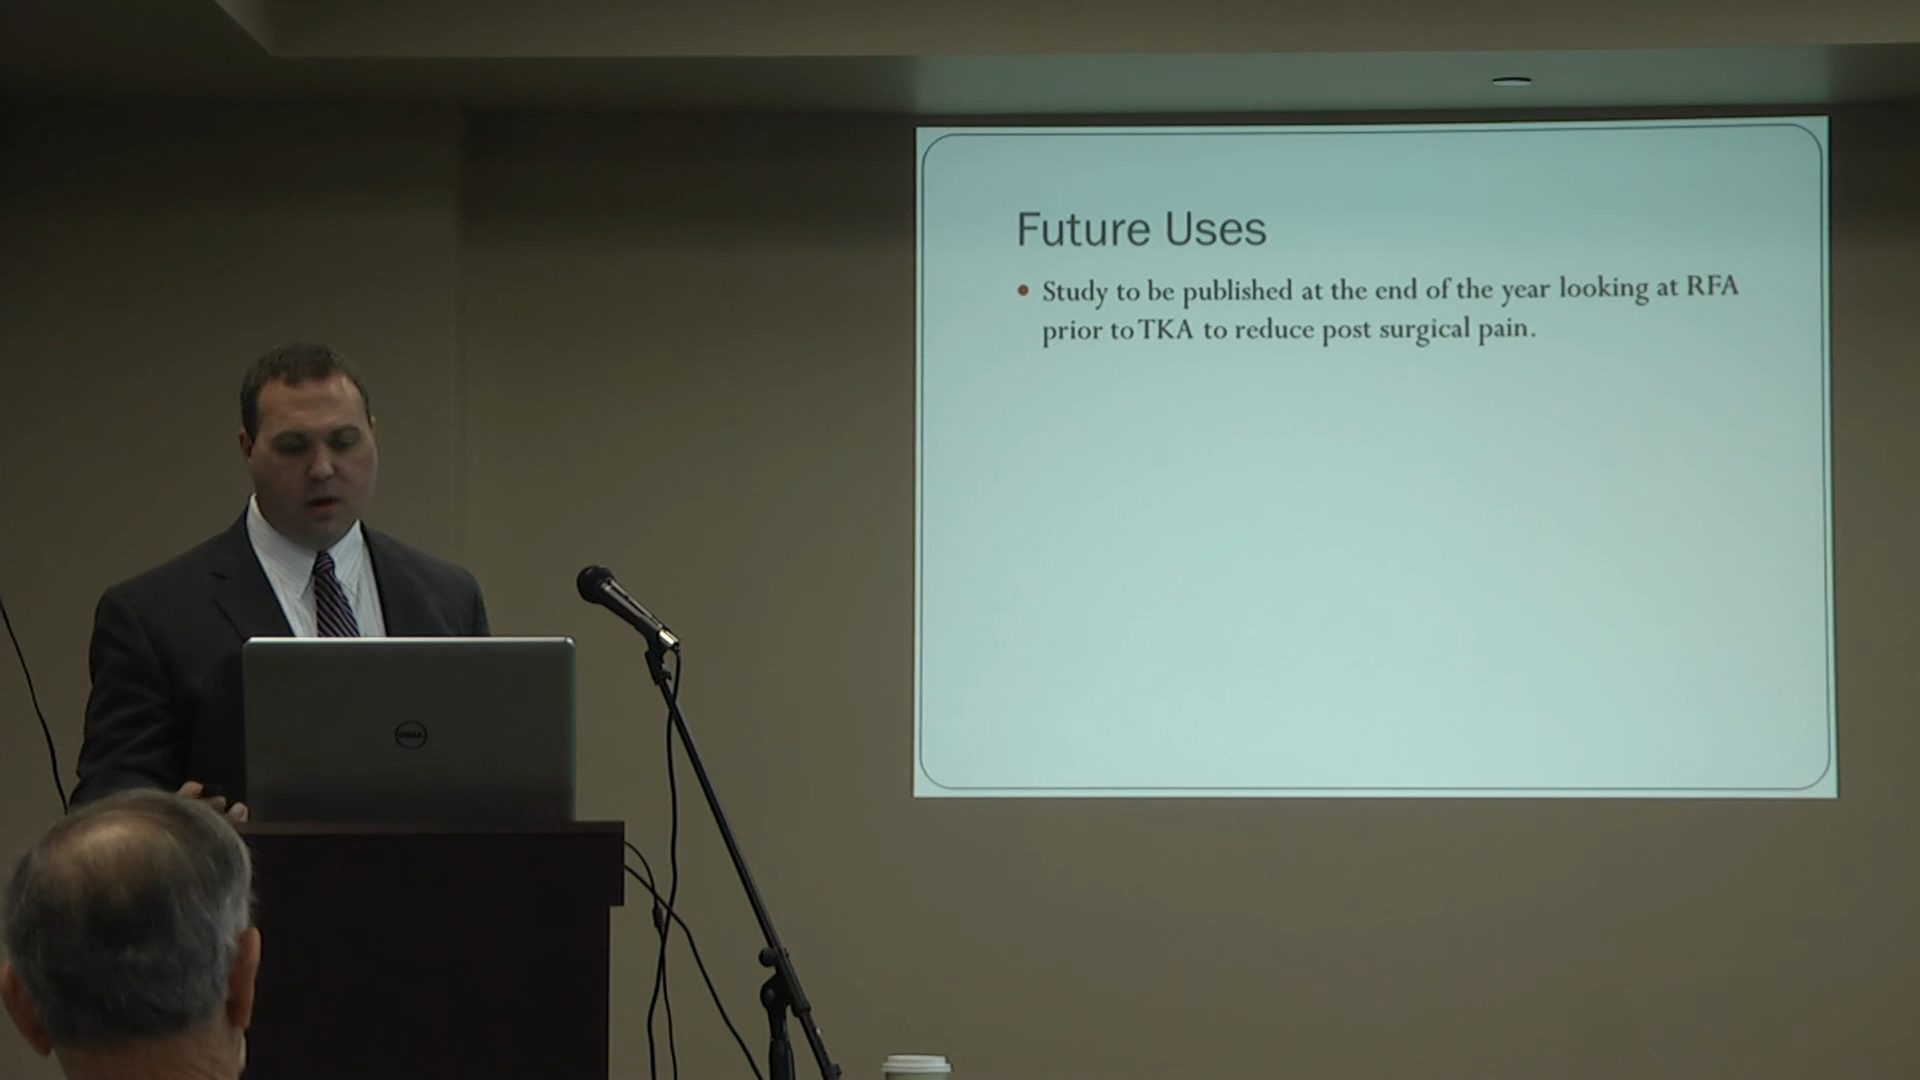 Future Uses
• Study to be published at the end of the year looking at RFA
prior to TKA to reduce post surgical pain.
DELL